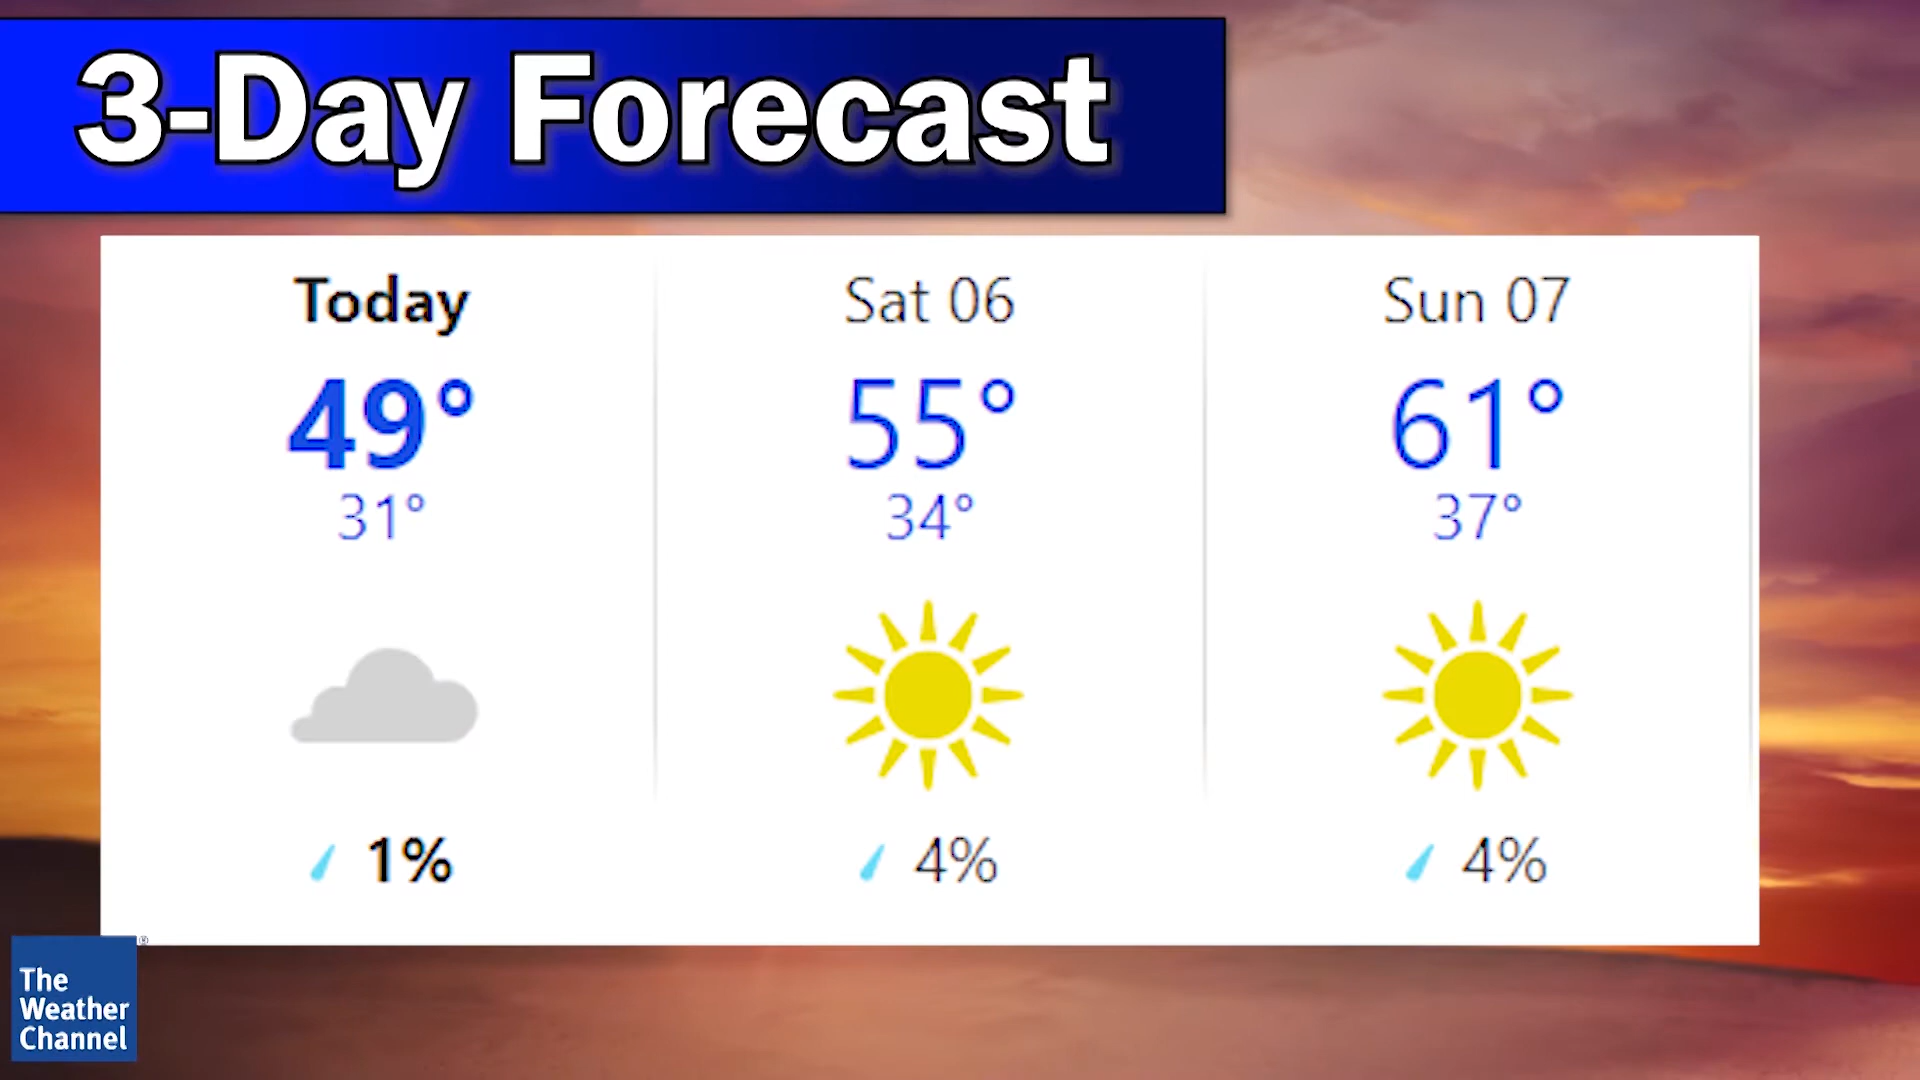 3-Day Forecast
Today
49°
31°
1%
Sat 06
55°
34°
4%
Sun 07
61°
37°
4%
The
Weather
Channel
®